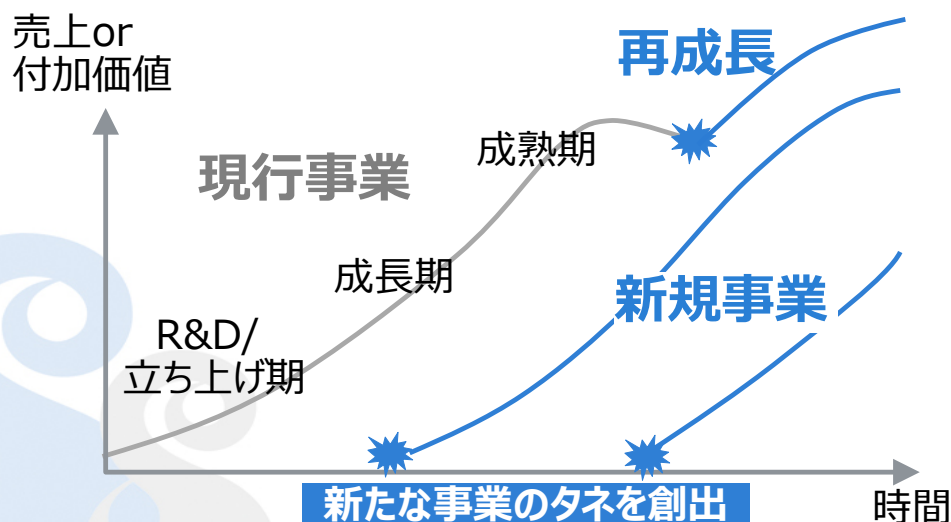 売上or
付加価値
再成長
成熟期
現行事業
成長期
新規事業
R&D/
立ち上げ期
新たな事業のタネを創出
時間